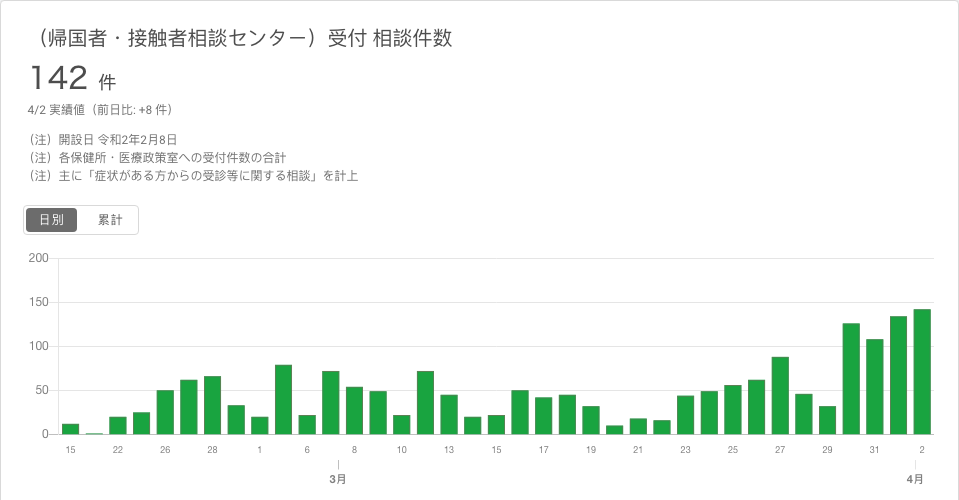 （帰国者・接触者相談センター）受付 相談件数
142 件
4/2 実績値（前日比: +8 件）
（注）開設日 令和2年2月8日
（注）各保健所・医療政策室への受付件数の合計
（注）主に「症状がある方からの受診等に関する相談」を計上
日別 累計
200
150
100
50
0
15 22 26 28 1 6 8 10 13 15 17 19 21 23 25 27 29 31 2
3月 4月